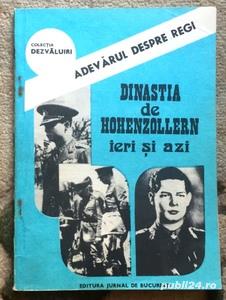 COLECȚIA
DEZVĂLUIRI
ADEVĂRUL DESPRE REGI
DINASTIA
de
HOHENZOLLERN
ieri și azi
EDITURA JURNAL DE BUCUREȘTI
publi24.ro